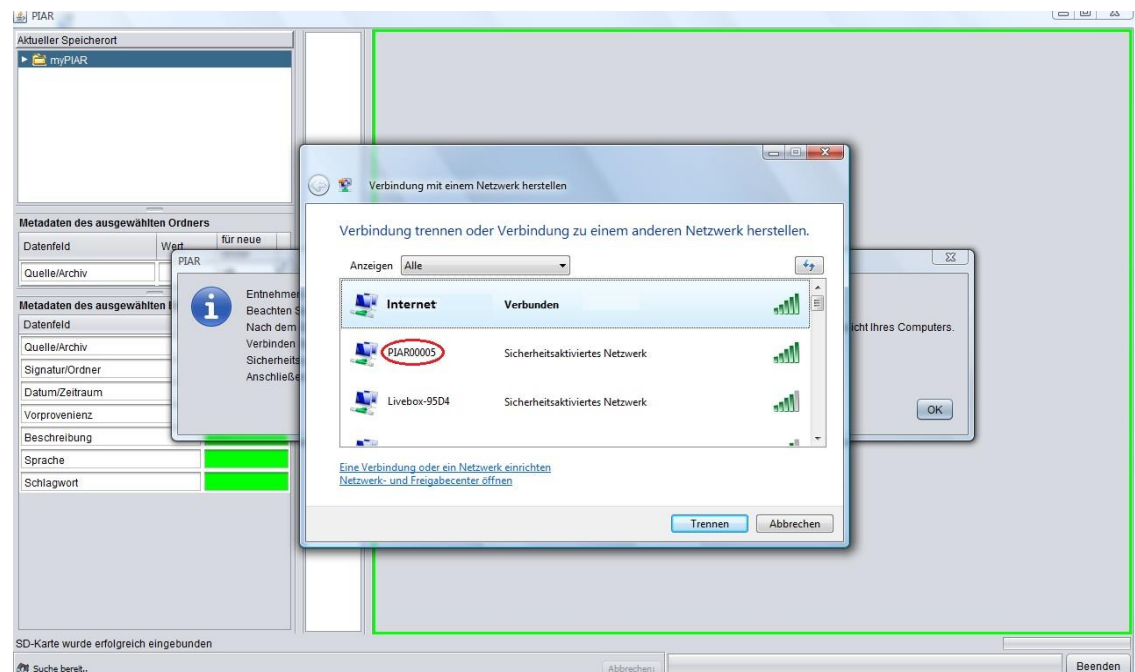 PIAR
Aktueller Speicherort
myPIAR
Metadaten des ausgewählten Ordners
Datenfeld
Wert
für neue
Quelle/Archiv
Metadaten des ausgewählten
Datenfeld
Quelle/Archiv
Signatur/Ordner
Datum/Zeitraum
Vorprovenienz
Beschreibung
Sprache
Schlagwort
PIAR
Entnehmen
Beachten S
Nach dem
Verbinden
Sicherheits
Anschließe
icht Ihres Computers.
OK
Verbindung mit einem Netzwerk herstellen
Verbindung trennen oder Verbindung zu einem anderen Netzwerk herstellen.
Anzeigen Alle
Internet Verbunden
PIAR00005 Sicherheitsaktiviertes Netzwerk
Livebox-95D4 Sicherheitsaktiviertes Netzwerk
Eine Verbindung oder ein Netzwerk einrichten
Netzwerk- und Freigabecenter öffnen
Trennen Abbrechen
SD-Karte wurde erfolgreich eingebunden
Suche bereit..
Abbrechen
Beenden